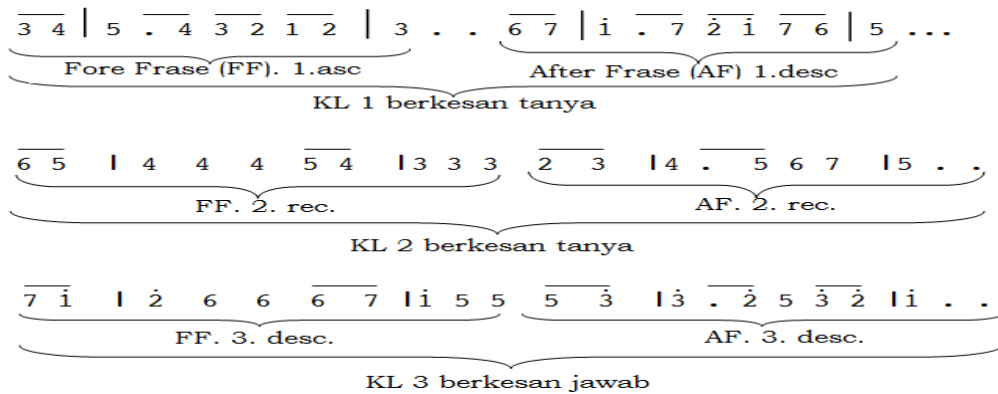 3 4 | 5 . 4 3 2 1 2 | 3 . . 6 7 | i̇ . 7 2̇ i̇ 7 6 | 5 ...
Fore Frase (FF). 1.asc After Frase (AF) 1.desc
KL 1 berkesan tanya
6 5 | 4 4 4 5 4 | 3 3 3 2 3 | 4 . 5 6 7 | 5 . .
FF. 2. rec. AF. 2. rec.
KL 2 berkesan tanya
7 i̇ | 2̇ 6 6 6 7 | i̇ 5 5 5 3̇ | 3̇ . 2̇ 5 3̇ 2̇ | i̇ . .
FF. 3. desc. AF. 3. desc.
KL 3 berkesan jawab